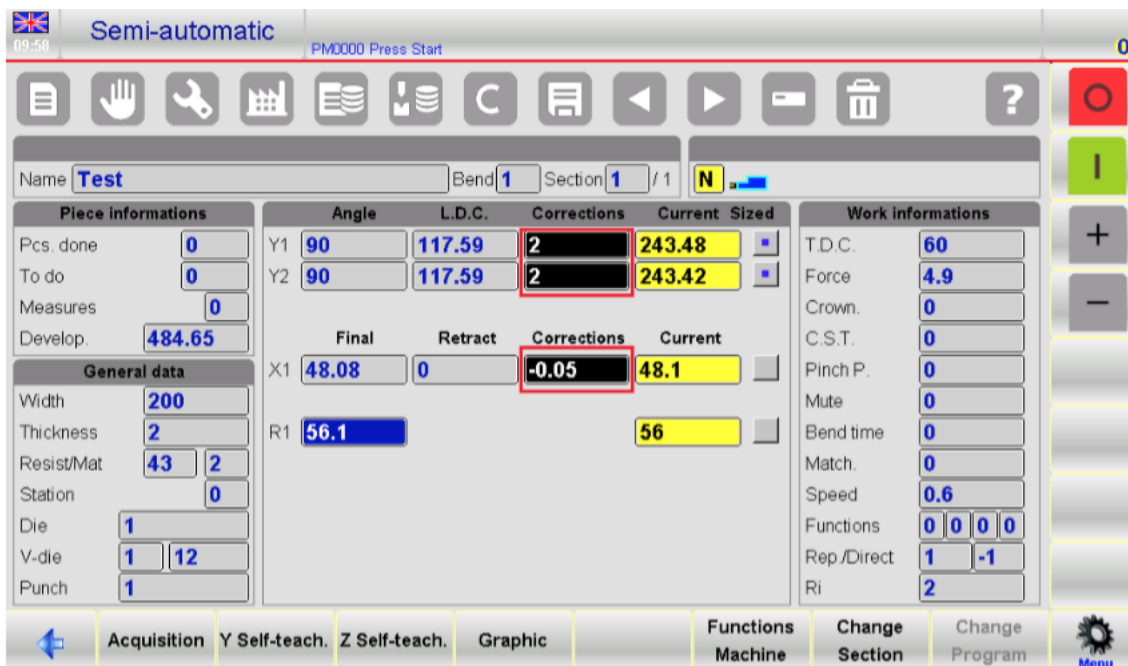 Semi-automatic
09:58
PM0000 Press Start
0
C
?
Name Test Bend 1 Section 1 / 1 N
Piece informations
Pcs. done 0
To do 0
Measures 0
Develop. 484.65
General data
Width 200
Thickness 2
Resist/Mat 43 2
Station 0
Die 1
V-die 1 12
Punch 1
Angle L.D.C. Corrections Current Sized
Y1 90 117.59 2 243.48
Y2 90 117.59 2 243.42
Final Retract Corrections Current
X1 48.08 0 -0.05 48.1
R1 56.1 56
Work informations
T.D.C. 60
Force 4.9
Crown. 0
C.S.T. 0
Pinch P. 0
Mute 0
Bend time 0
Match. 0
Speed 0.6
Functions 0 0 0 0
Rep./Direct 1 -1
Ri 2
Acquisition
Y Self-teach.
Z Self-teach.
Graphic
Functions
Machine
Change
Section
Change
Program
Menu